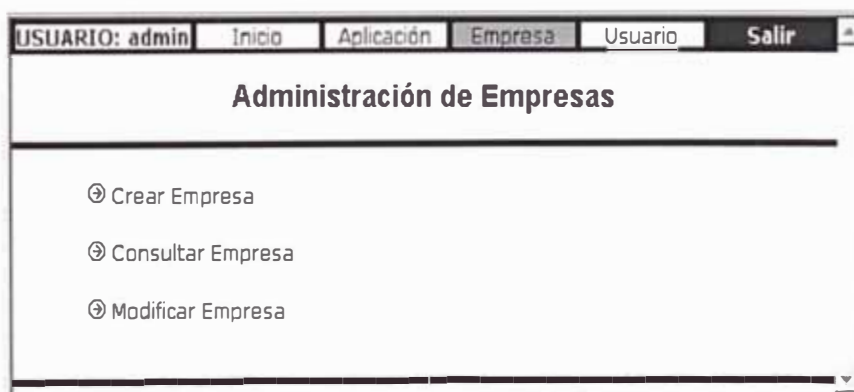 USUARIO: admin Inicio Aplicación Empresa Usuario Salir
Administración de Empresas
Crear Empresa
Consultar Empresa
Modificar Empresa